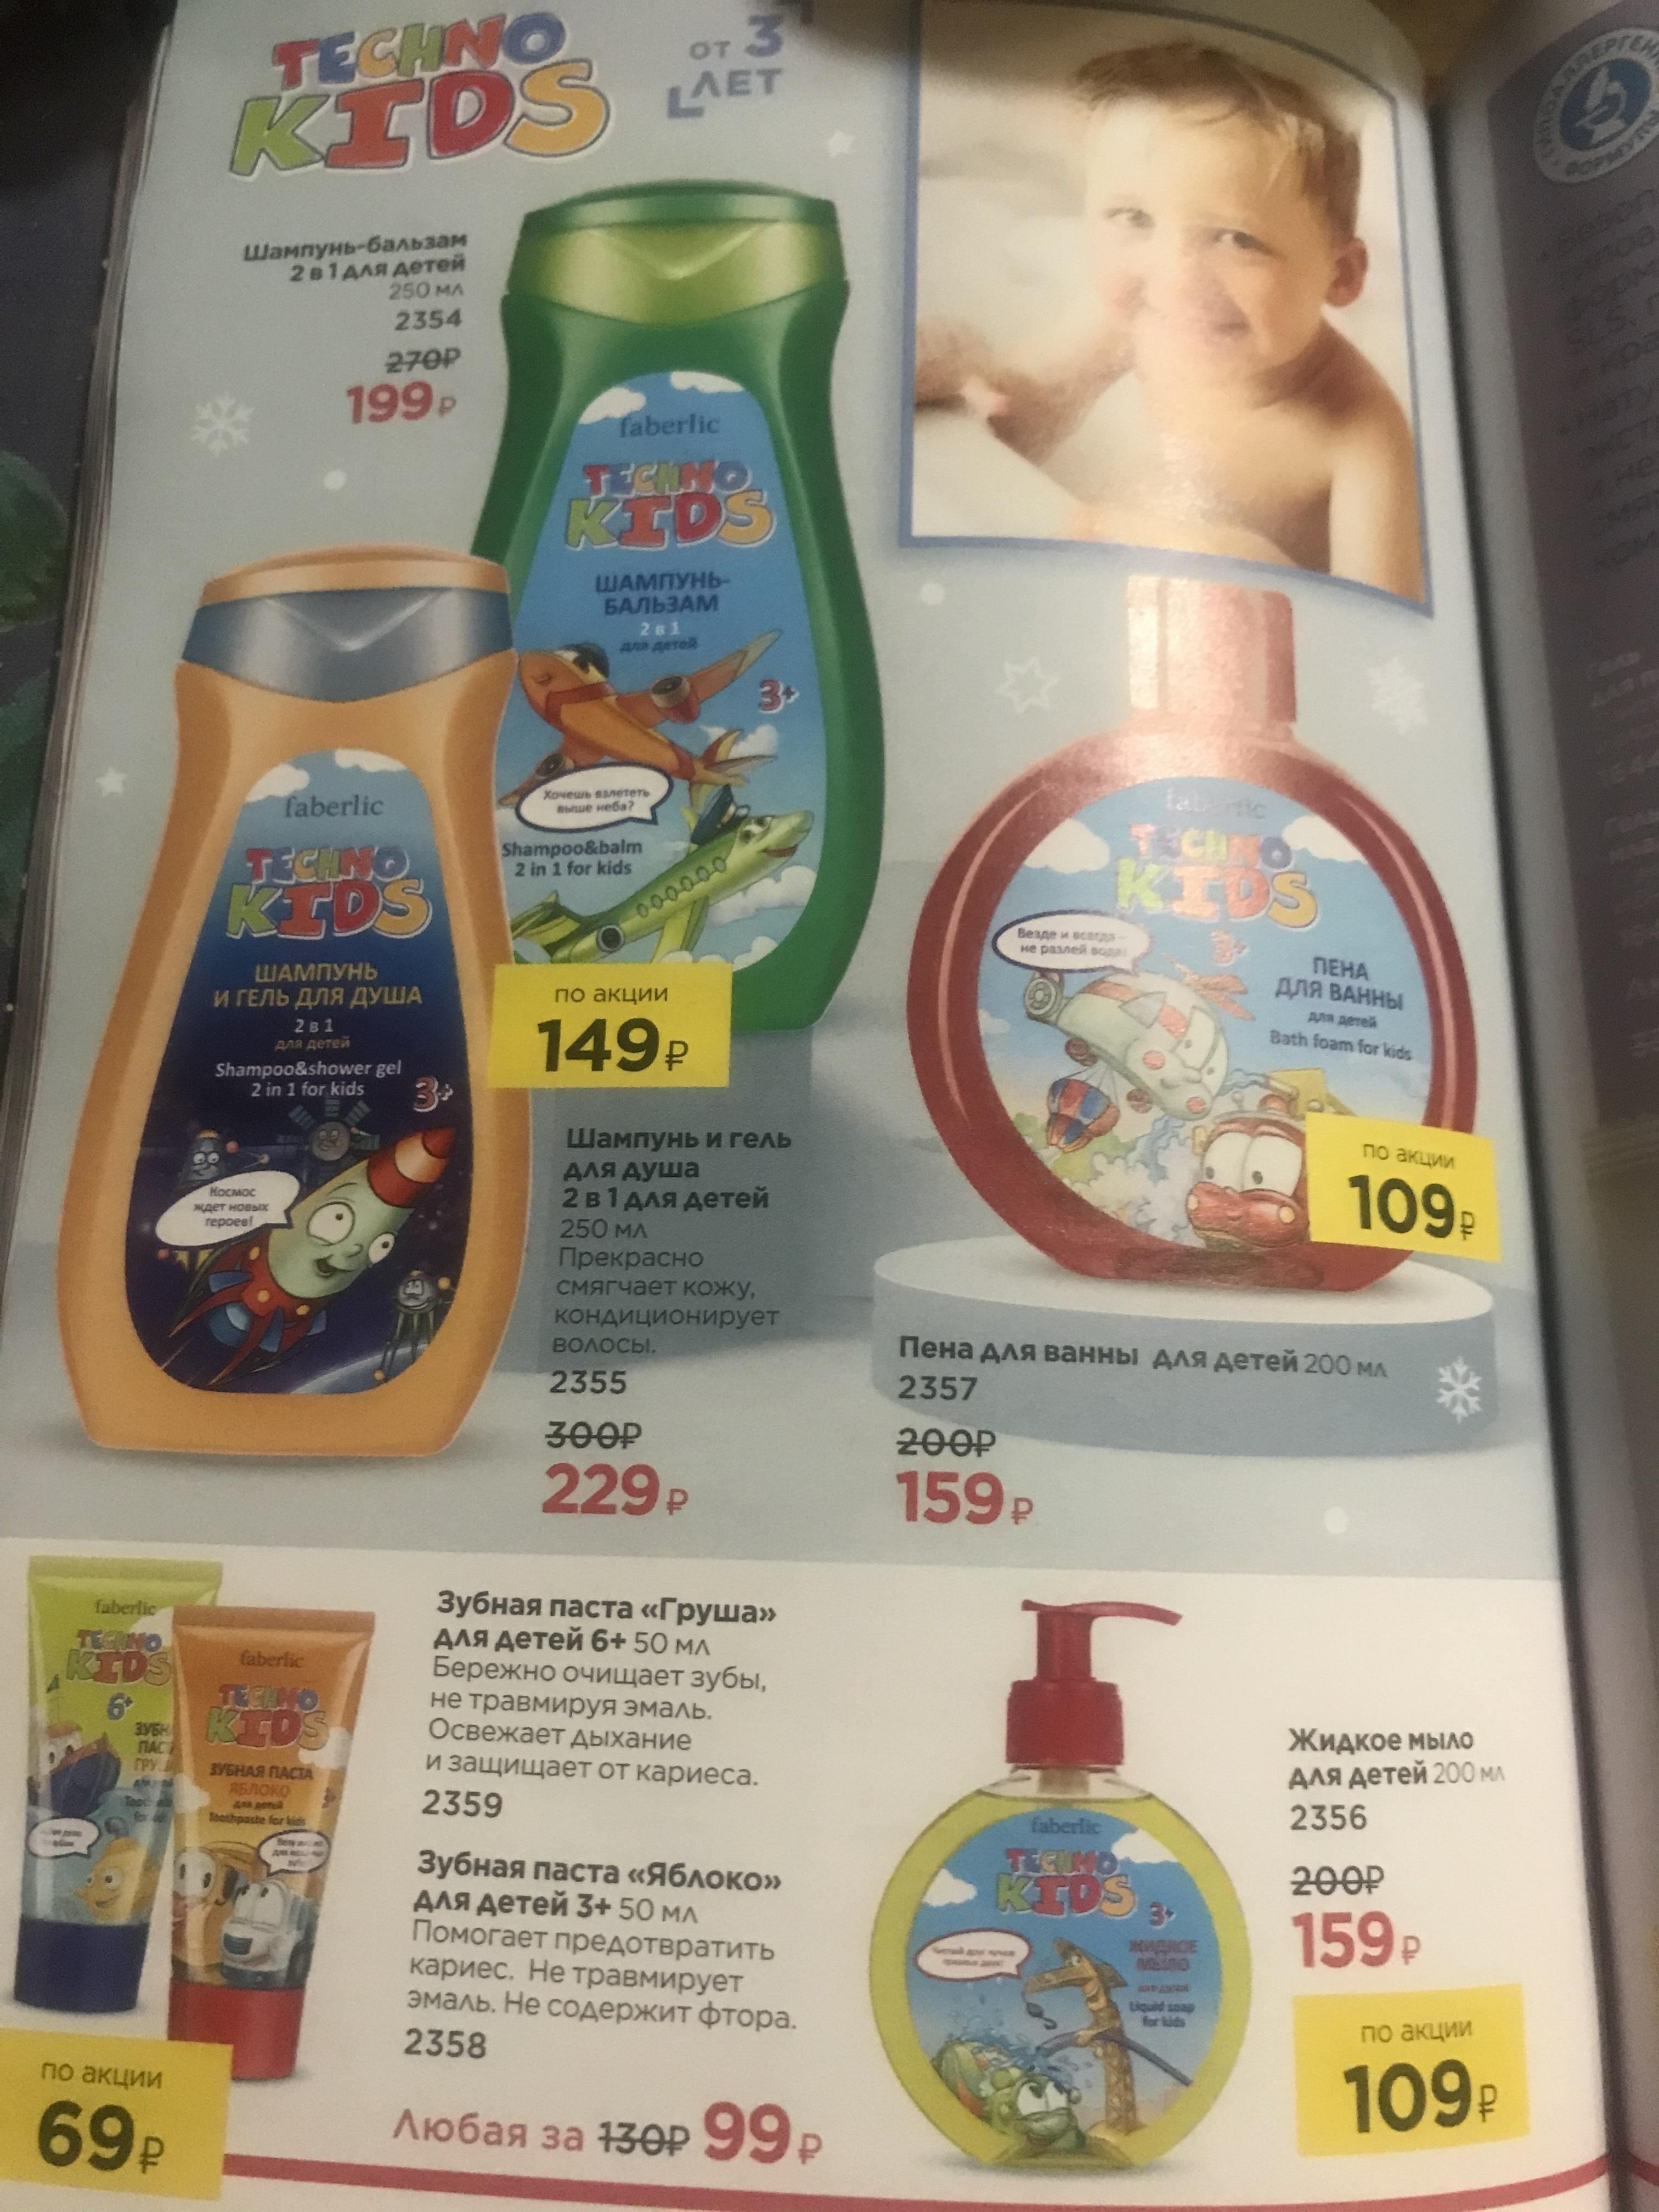 TECHNO
KIDS
ОТ 3
ЛЕТ
Шампунь-бальзам
2 в 1 для детей
250 мл
2354
270₽
199₽
faberlic
TECHNO
KIDS
ШАМПУНЬ-
БАЛЬЗАМ
2 в 1
для детей
3+
Хочешь взлететь
выше неба?
Shampoo&balm
2 in 1 for kids
faberlic
TECHNO
KIDS
ШАМПУНЬ
И ГЕЛЬ ДЛЯ ДУША
2 в 1
для детей
Shampoo&shower gel
2 in 1 for kids
3+
Космос
ждет новых
героев!
по акции
149₽
Шампунь и гель
для душа
2 в 1 для детей
250 мл
Прекрасно
смягчает кожу,
кондиционирует
волосы.
2355
300₽
229₽
faberlic
TECHNO
KIDS
3+
Везде и всегда –
не разлей вода!
ПЕНА
ДЛЯ ВАННЫ
для детей
Bath foam for kids
по акции
109₽
Пена для ванны для детей 200 мл
2357
200₽
159₽
faberlic
TECHNO
KIDS
6+
faberlic
TECHNO
KIDS
ЗУБНАЯ ПАСТА
ЯБЛОКО
для детей
Toothpaste for kids
по акции
69₽
Зубная паста «Груша»
для детей 6+ 50 мл
Бережно очищает зубы,
не травмируя эмаль.
Освежает дыхание
и защищает от кариеса.
2359
Зубная паста «Яблоко»
для детей 3+ 50 мл
Помогает предотвратить
кариес. Не травмирует
эмаль. Не содержит фтора.
2358
Любая за 130₽ 99₽
faberlic
TECHNO
KIDS
3+
ЖИДКОЕ
МЫЛО
для детей
Liquid soap
for kids
Жидкое мыло
для детей 200 мл
2356
200₽
159₽
по акции
109₽